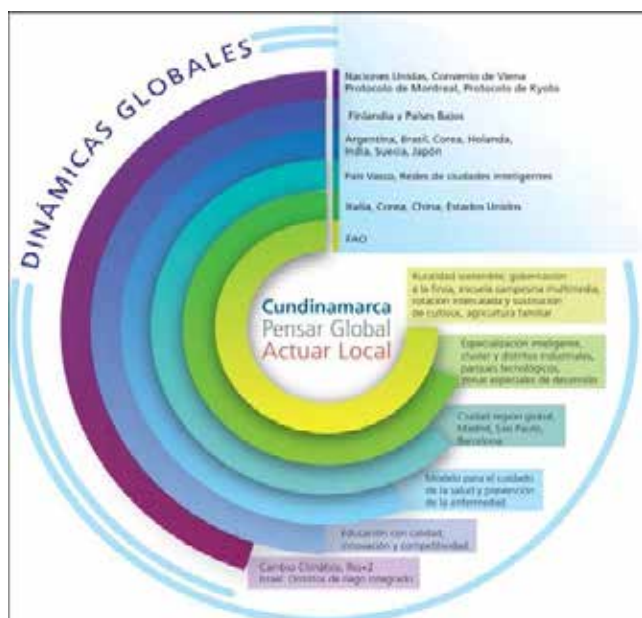 DINÁMICAS GLOBALES
Naciones Unidas, Convenio de Viena
Protocolo de Montreal, Protocolo de Kyoto
Finlandia y Países Bajos
Argentina, Brasil, Corea, Holanda,
India, Suecia, Japón
País Vasco, Redes de ciudades inteligentes
Italia, Corea, China, Estados Unidos
FAO
Cundinamarca
Pensar Global
Actuar Local
Ruralidad sostenible, gobernación
a la finca, escuela campesina multimedia,
rotación intercalada y sustitución
de cultivos, agricultura familiar
Especialización inteligente,
cluster y distritos industriales,
parques tecnológicos,
zonas especiales de desarrollo
Ciudad región global,
Madrid, Sao Paulo,
Barcelona
Modelo para el cuidado
de la salud y prevención
de la enfermedad.
Educación con calidad,
innovación y competitividad.
Cambio Climático, Rio+2
Israel: Distritos de riego integrado